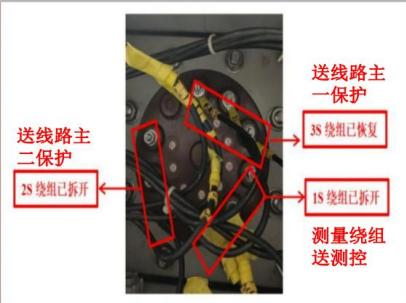 送线路主
一保护
3S 绕组已恢复
送线路主
二保护
2S 绕组已拆开
1S 绕组已拆开
测量绕组
送测控